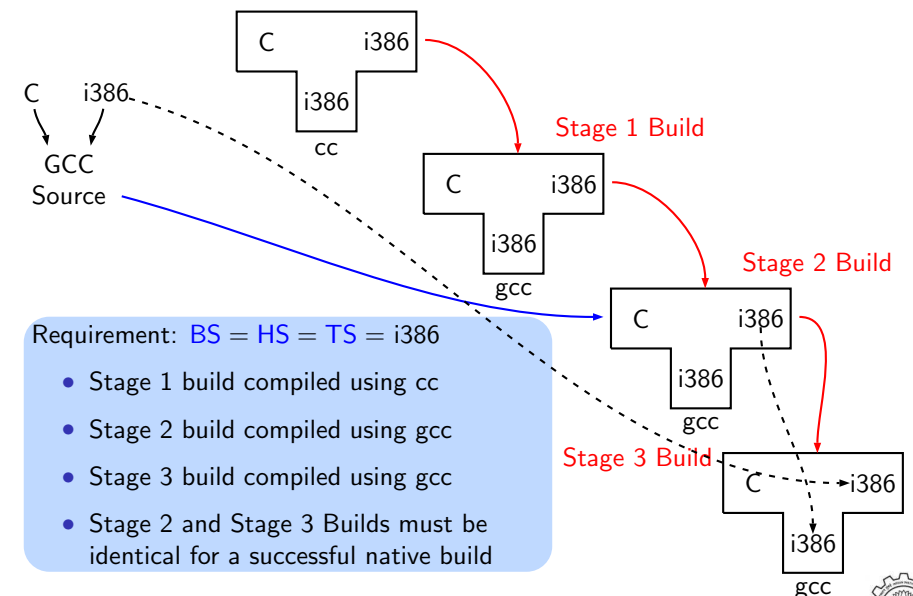 C i386
i386
cc
C i386
GCC
Source
Stage 1 Build
C i386
i386
gcc
Stage 2 Build
C i386
i386
gcc
Stage 3 Build
C i386
i386
gcc
Requirement: BS = HS = TS = i386
• Stage 1 build compiled using cc
• Stage 2 build compiled using gcc
• Stage 3 build compiled using gcc
• Stage 2 and Stage 3 Builds must be
identical for a successful native build